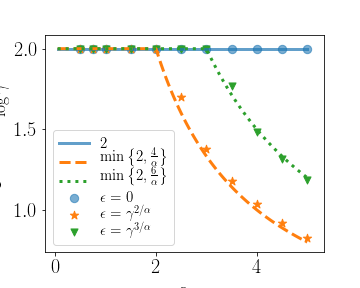 2.0
1.5
1.0
0
2
4
log γ
2
min {2, 4/α}
min {2, 6/α}
ϵ = 0
ϵ = γ^{2/α}
ϵ = γ^{3/α}